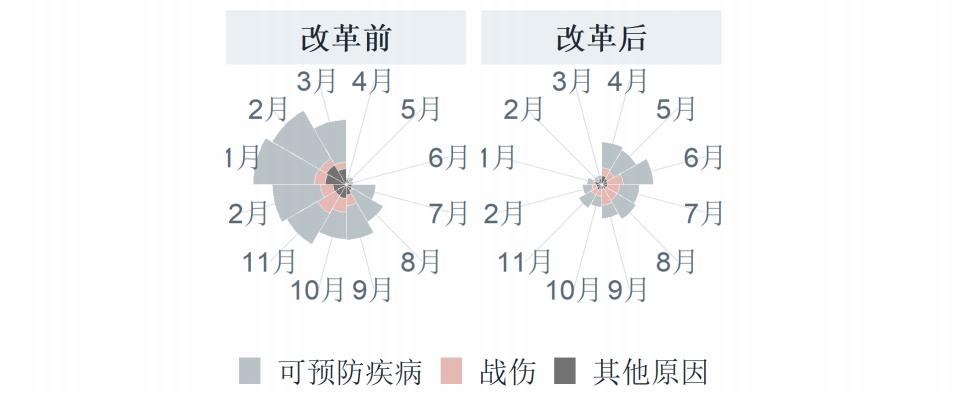 改革前
改革后
3月 4月
2月 5月
1月 6月
2月 7月
11月 8月
10月 9月
3月 4月
2月 5月
1月 6月
2月 7月
11月 8月
10月 9月
可预防疾病 战伤 其他原因